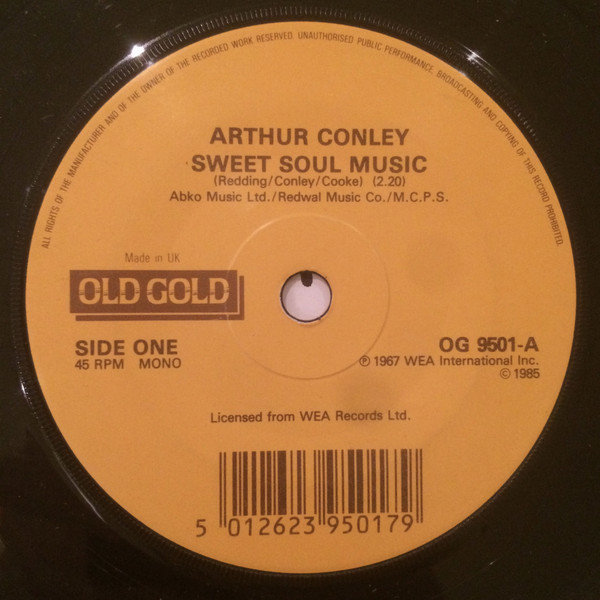 ALL RIGHTS OF THE MANUFACTURER AND OF THE OWNER OF THE RECORDED WORK RESERVED. UNAUTHORISED PUBLIC PERFORMANCE, BROADCASTING AND COPYING OF THIS RECORD PROHIBITED.
ARTHUR CONLEY
SWEET SOUL MUSIC
(Redding/Conley/Cooke) (2.20)
Abko Music Ltd./Redwal Music Co./M.C.P.S.
Made in UK
OLD GOLD
SIDE ONE
45 RPM MONO
OG 9501-A
℗ 1967 WEA International Inc.
© 1985
Licensed from WEA Records Ltd.
5 012623 950179